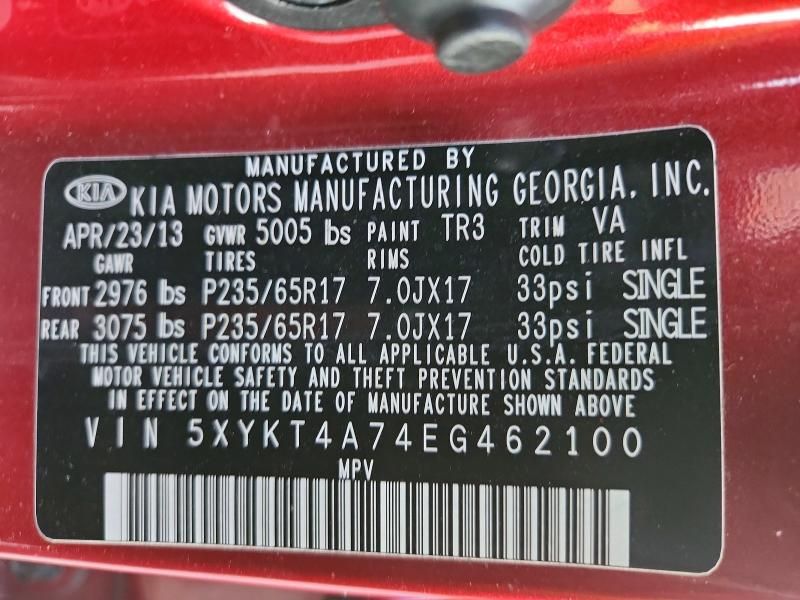 MANUFACTURED BY
KIA KIA MOTORS MANUFACTURING GEORGIA, INC.
APR/23/13 GVWR 5005 lbs PAINT TR3 TRIM VA
GAWR TIRES RIMS COLD TIRE INFL
FRONT 2976 lbs P235/65R17 7.0JX17 33psi SINGLE
REAR 3075 lbs P235/65R17 7.0JX17 33psi SINGLE
THIS VEHICLE CONFORMS TO ALL APPLICABLE U.S.A. FEDERAL
MOTOR VEHICLE SAFETY AND THEFT PREVENTION STANDARDS
IN EFFECT ON THE DATE OF MANUFACTURE SHOWN ABOVE
VIN 5XYKT4A74EG462100
MPV